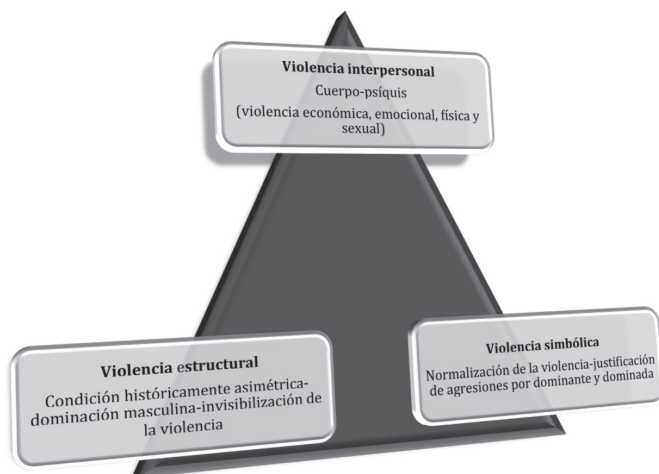 Violencia interpersonal
Cuerpo-psíquis
(violencia económica, emocional, física y
sexual)
Violencia estructural
Condición históricamente asimétrica-
dominación masculina-invisibilización de
la violencia
Violencia simbólica
Normalización de la violencia-justificación
de agresiones por dominante y dominada